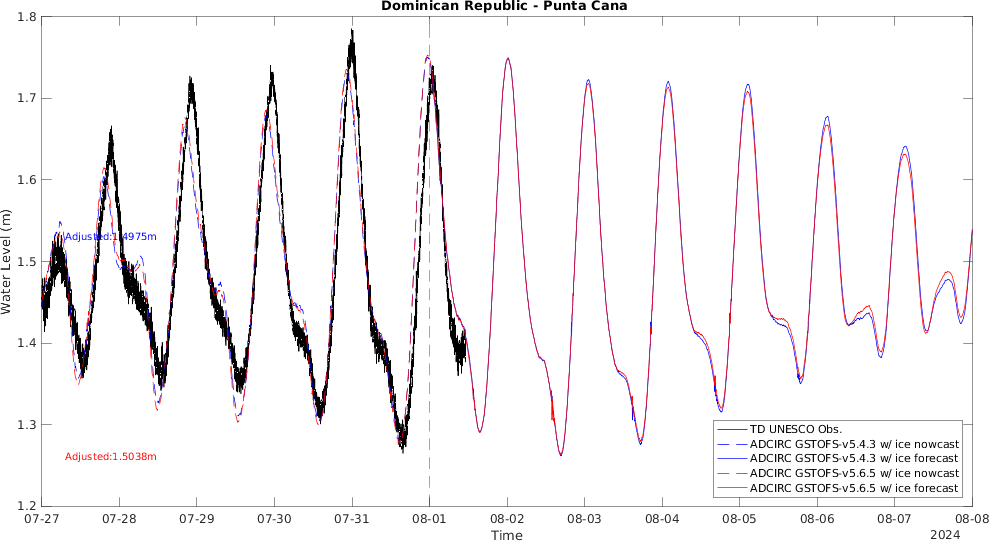 Dominican Republic - Punta Cana
Water Level (m)
1.8
1.7
1.6
1.5
1.4
1.3
1.2
Adjusted:1.4975m
Adjusted:1.5038m
TD UNESCO Obs.
ADCIRC GSTOFS-v5.4.3 w/ ice nowcast
ADCIRC GSTOFS-v5.4.3 w/ ice forecast
ADCIRC GSTOFS-v5.6.5 w/ ice nowcast
ADCIRC GSTOFS-v5.6.5 w/ ice forecast
07-27 07-28 07-29 07-30 07-31 08-01 08-02 08-03 08-04 08-05 08-06 08-07 08-08
Time
2024